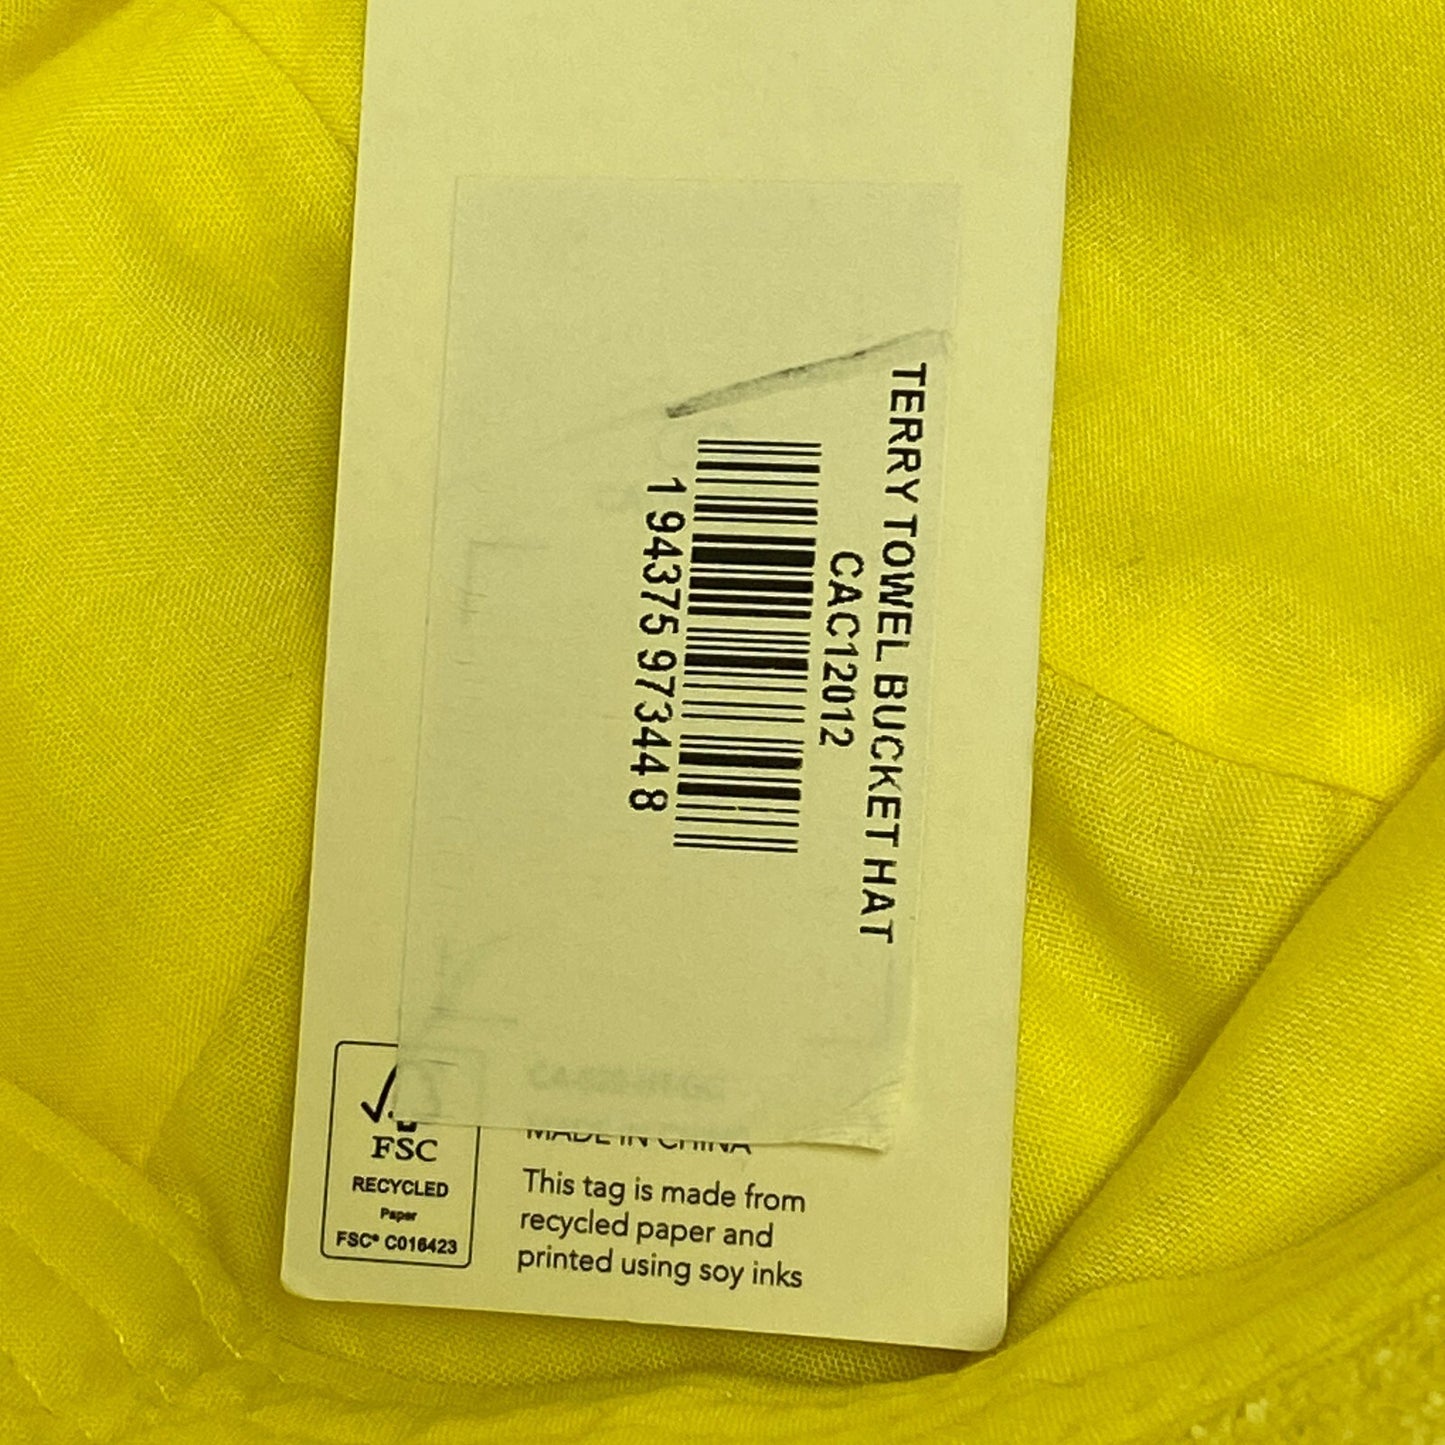 TERRY TOWEL BUCKET HAT
CAC12012
1 94375 97344 8
FSC
RECYCLED
Paper
FSC® C016423
MADE IN CHINA
This tag is made from
recycled paper and
printed using soy inks